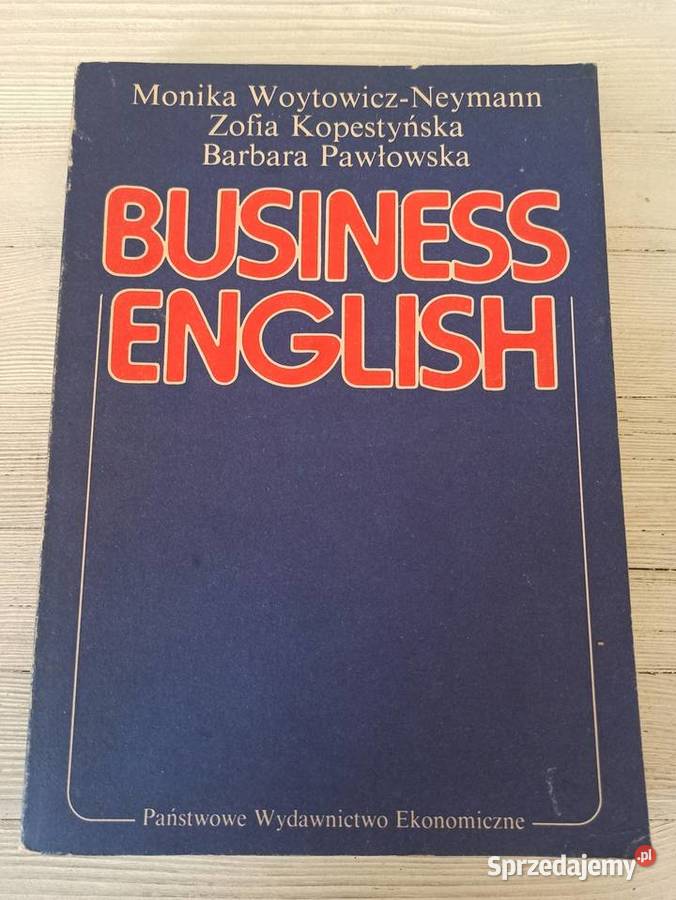 Monika Woytowicz-Neymann
Zofia Kopestyńska
Barbara Pawłowska
BUSINESS
ENGLISH
Państwowe Wydawnictwo Ekonomiczne
Sprzedajemy.pl